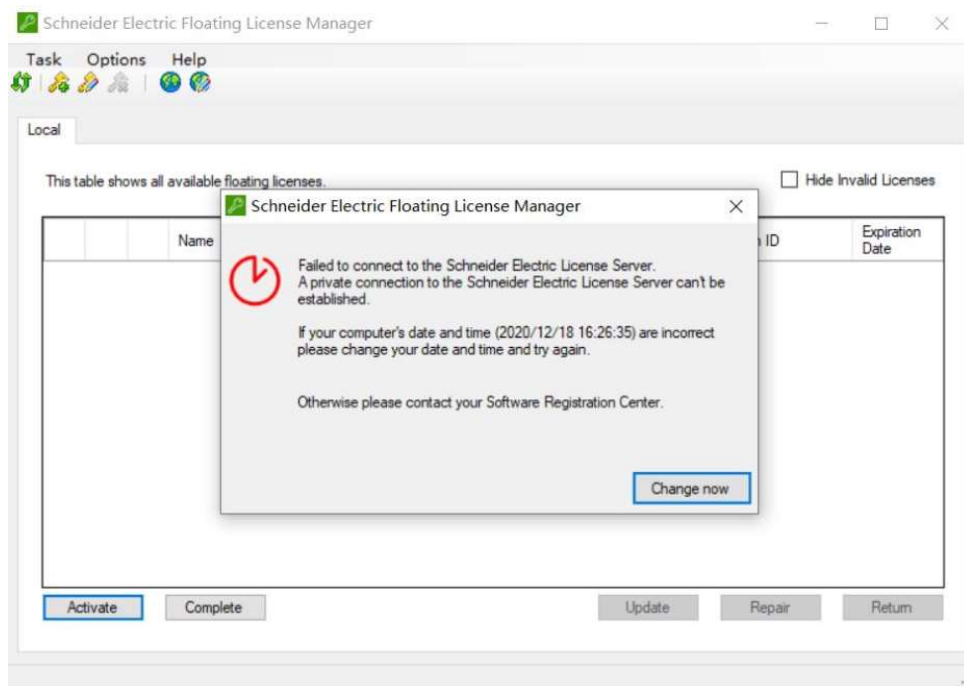 Schneider Electric Floating License Manager
Task Options Help
Local
This table shows all available floating licenses.
Hide Invalid Licenses
Name
ID
Expiration
Date
Schneider Electric Floating License Manager
Failed to connect to the Schneider Electric License Server.
A private connection to the Schneider Electric License Server can't be
established.
If your computer's date and time (2020/12/18 16:26:35) are incorrect
please change your date and time and try again.
Otherwise please contact your Software Registration Center.
Change now
Activate Complete Update Repair Return